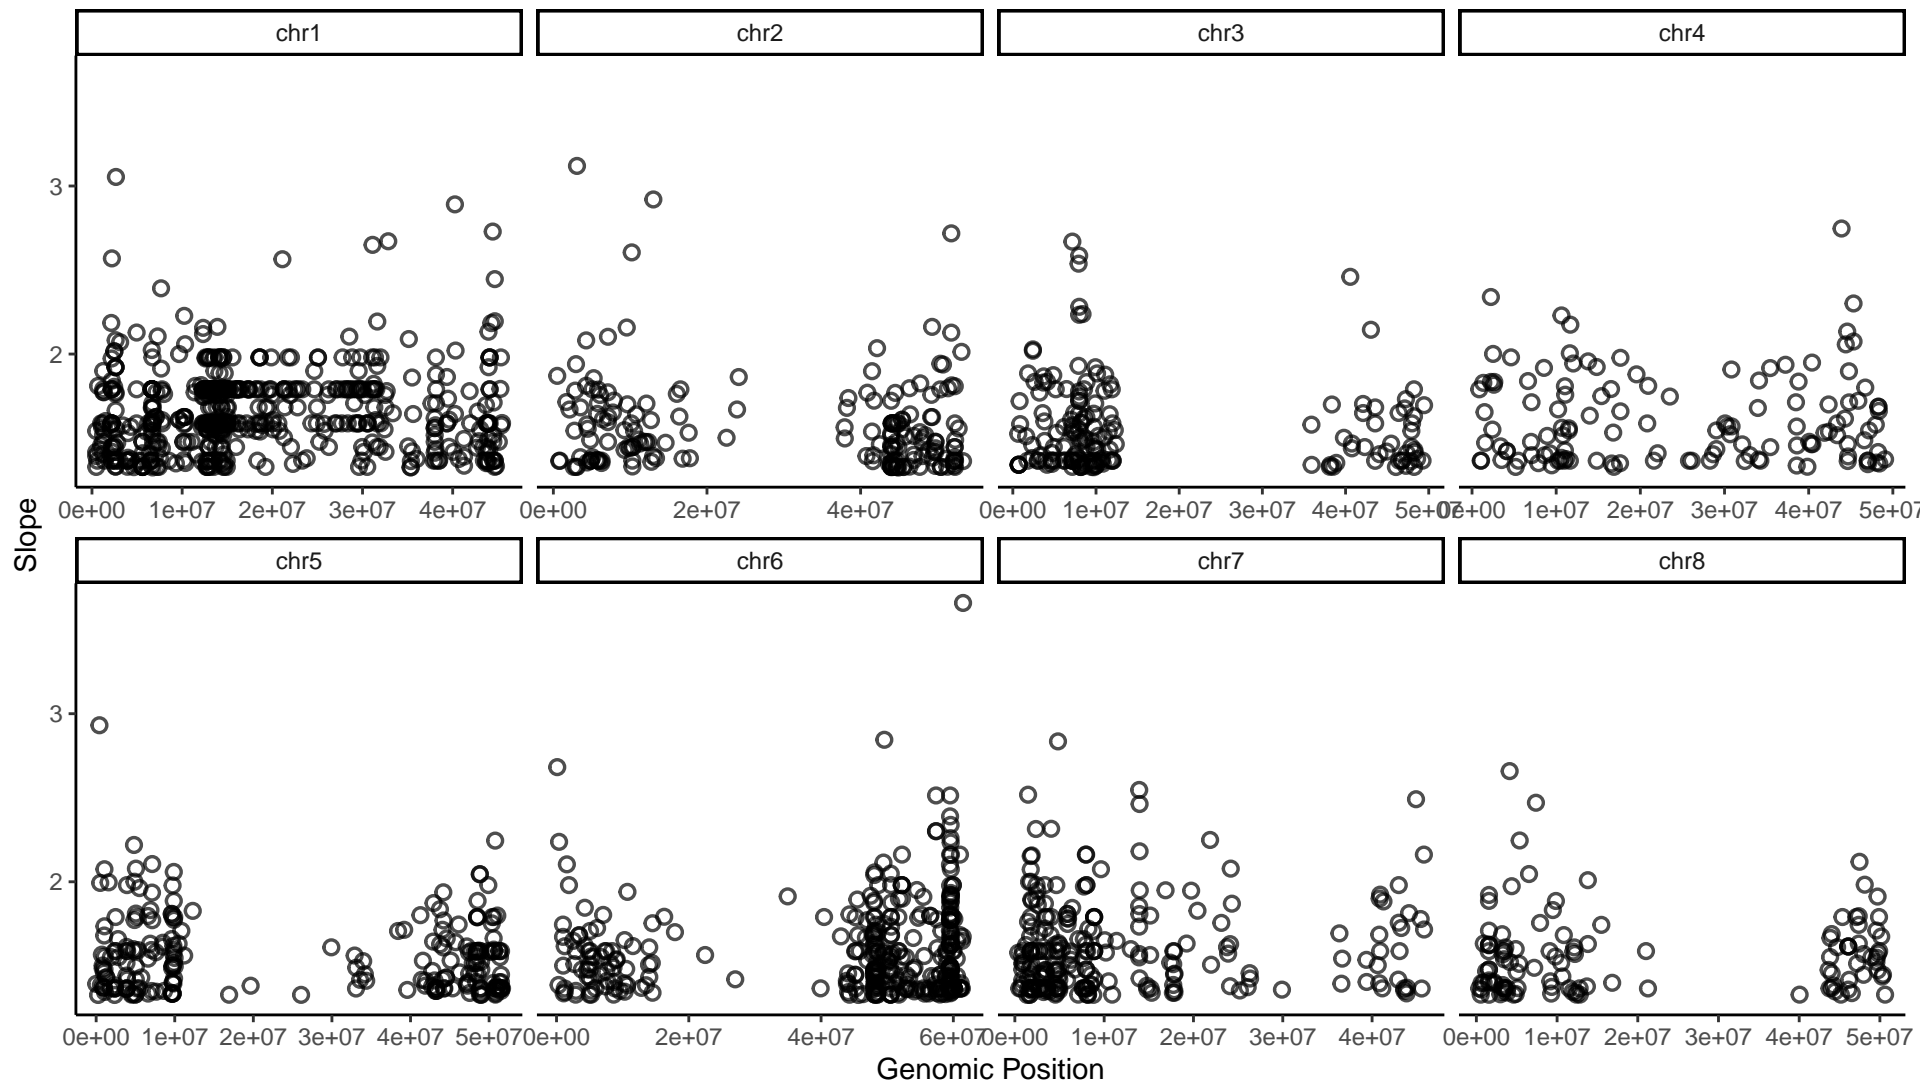 chr1 chr2 chr3 chr4
3
2
0e+00 1e+07 2e+07 3e+07 4e+07 0e+00 2e+07 4e+07 0e+00 1e+07 2e+07 3e+07 4e+07 5e+07 0e+00 1e+07 2e+07 3e+07 4e+07 5e+07
Slope
chr5 chr6 chr7 chr8
3
2
0e+00 1e+07 2e+07 3e+07 4e+07 5e+07 0e+00 2e+07 4e+07 6e+07 0e+00 1e+07 2e+07 3e+07 4e+07 0e+00 1e+07 2e+07 3e+07 4e+07 5e+07
Genomic Position